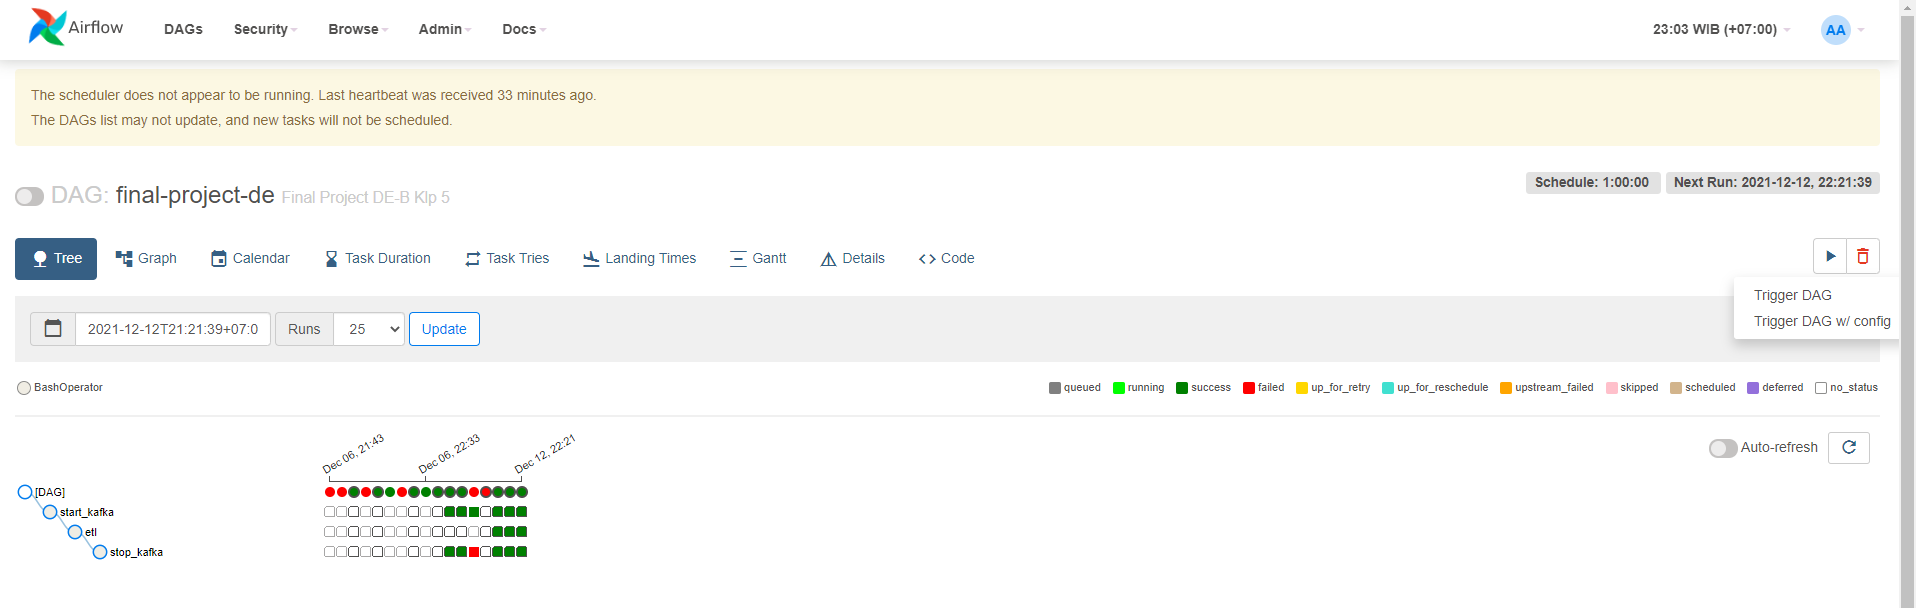 Airflow DAGs Security Browse Admin Docs 23:03 WIB (+07:00) AA
The scheduler does not appear to be running. Last heartbeat was received 33 minutes ago.
The DAGs list may not update, and new tasks will not be scheduled.
DAG: final-project-de Final Project DE-B Klp 5 Schedule: 1:00:00 Next Run: 2021-12-12, 22:21:39
Tree Graph Calendar Task Duration Task Tries Landing Times Gantt Details Code
Trigger DAG
Trigger DAG w/ config
2021-12-12T21:21:39+07:0 Runs 25 Update
BashOperator queued running success failed up_for_retry up_for_reschedule upstream_failed skipped scheduled deferred no_status
Dec 06, 21:43 Dec 06, 22:33 Dec 12, 22:21
Auto-refresh
[DAG]
start_kafka
etl
stop_kafka